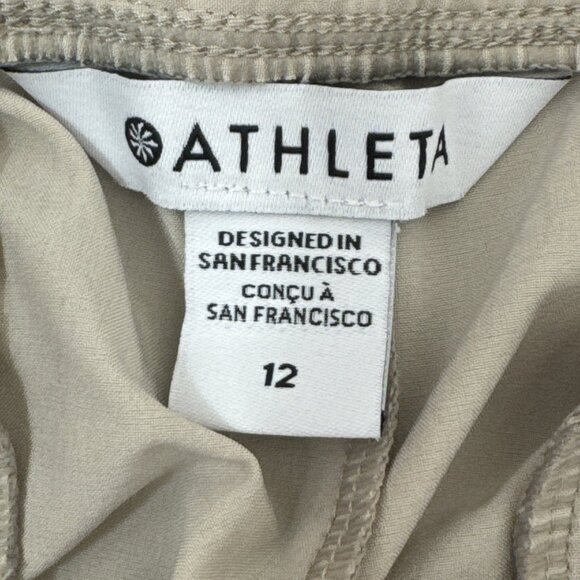 ATHLETA
DESIGNED IN
SAN FRANCISCO
CONÇU À
SAN FRANCISCO
12